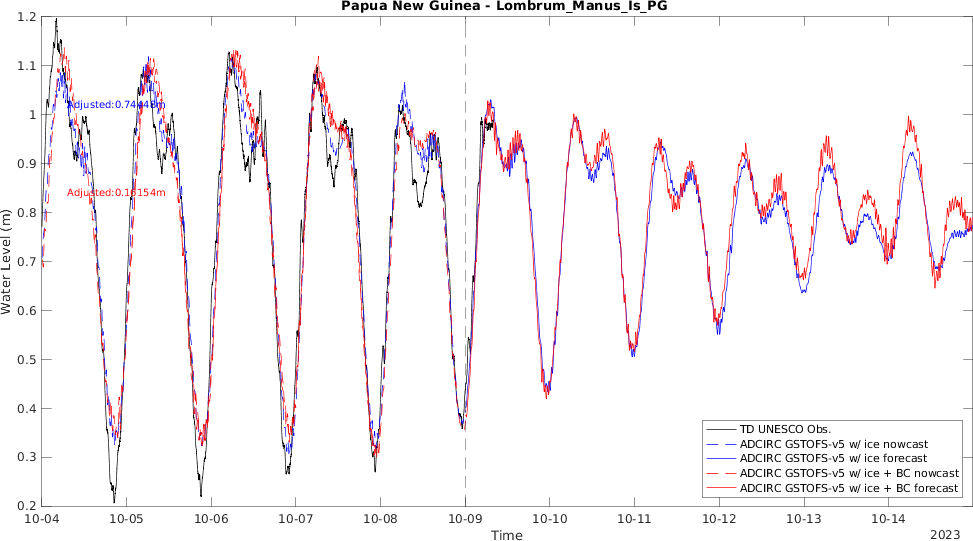 Papua New Guinea - Lombrum_Manus_Is_PG
1.2
1.1
1
0.9
0.8
0.7
0.6
0.5
0.4
0.3
0.2
Water Level (m)
Adjusted:0.74448m
Adjusted:0.16154m
TD UNESCO Obs.
ADCIRC GSTOFS-v5 w/ ice nowcast
ADCIRC GSTOFS-v5 w/ ice forecast
ADCIRC GSTOFS-v5 w/ ice + BC nowcast
ADCIRC GSTOFS-v5 w/ ice + BC forecast
10-04 10-05 10-06 10-07 10-08 10-09 10-10 10-11 10-12 10-13 10-14
Time
2023